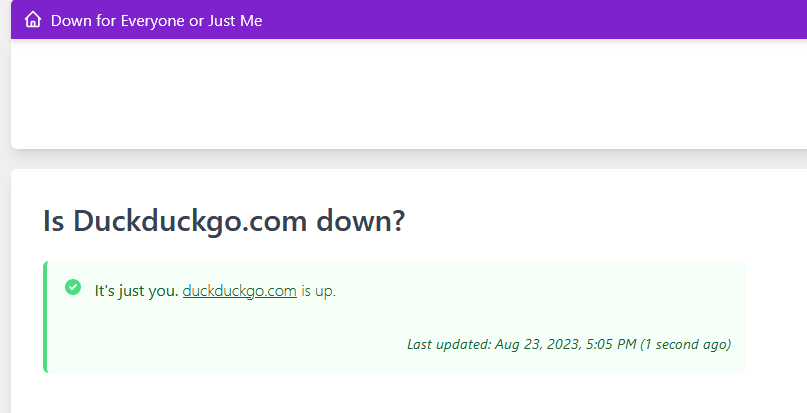 Down for Everyone or Just Me
Is Duckduckgo.com down?
It's just you. duckduckgo.com is up.
Last updated: Aug 23, 2023, 5:05 PM (1 second ago)